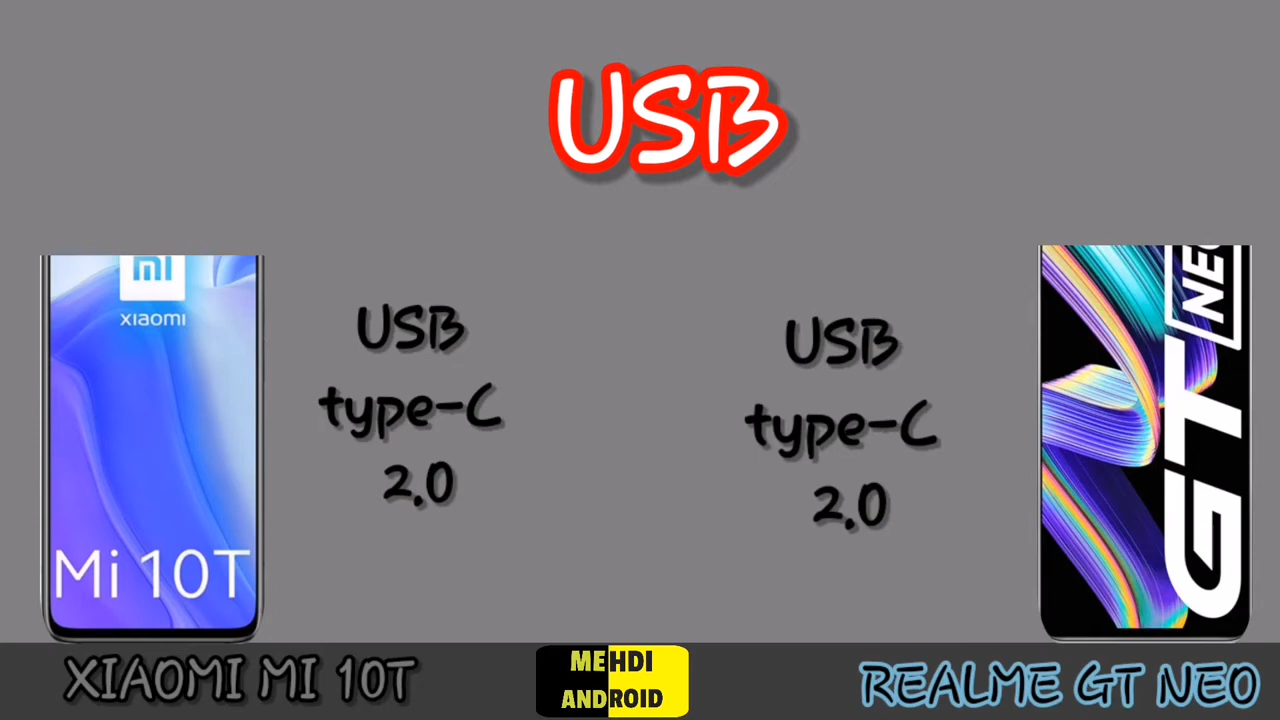 USB
mi
xiaomi
Mi 10T
USB
type-C
2.0
USB
type-C
2.0
GT NEO
XIAOMI MI 10T
MEHDI
ANDROID
REALME GT NEO